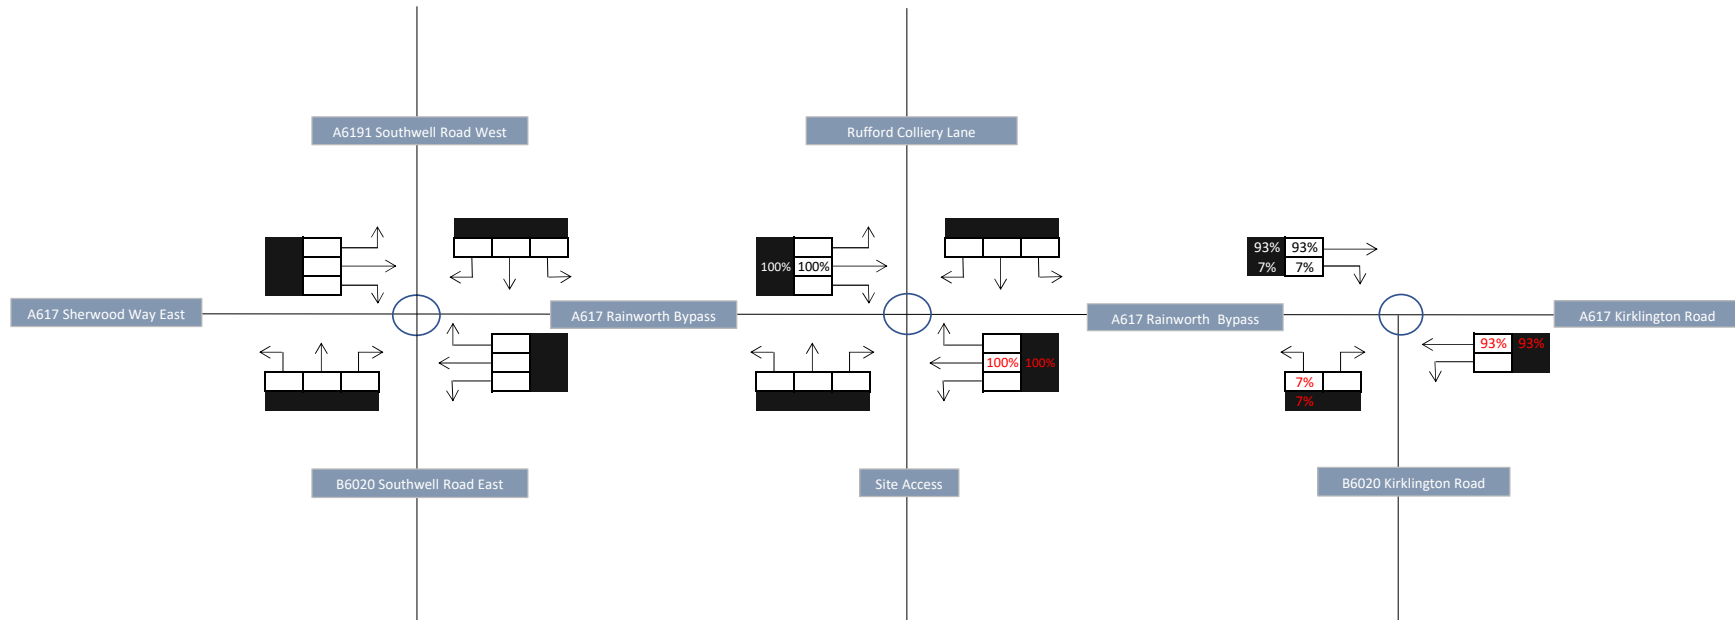 A6191 Southwell Road West
Rufford Colliery Lane
93% 93%
7% 7%
100% 100%
A617 Sherwood Way East
A617 Rainworth Bypass
A617 Rainworth Bypass
A617 Kirklington Road
93% 93%
100% 100%
7%
7%
B6020 Southwell Road East
Site Access
B6020 Kirklington Road